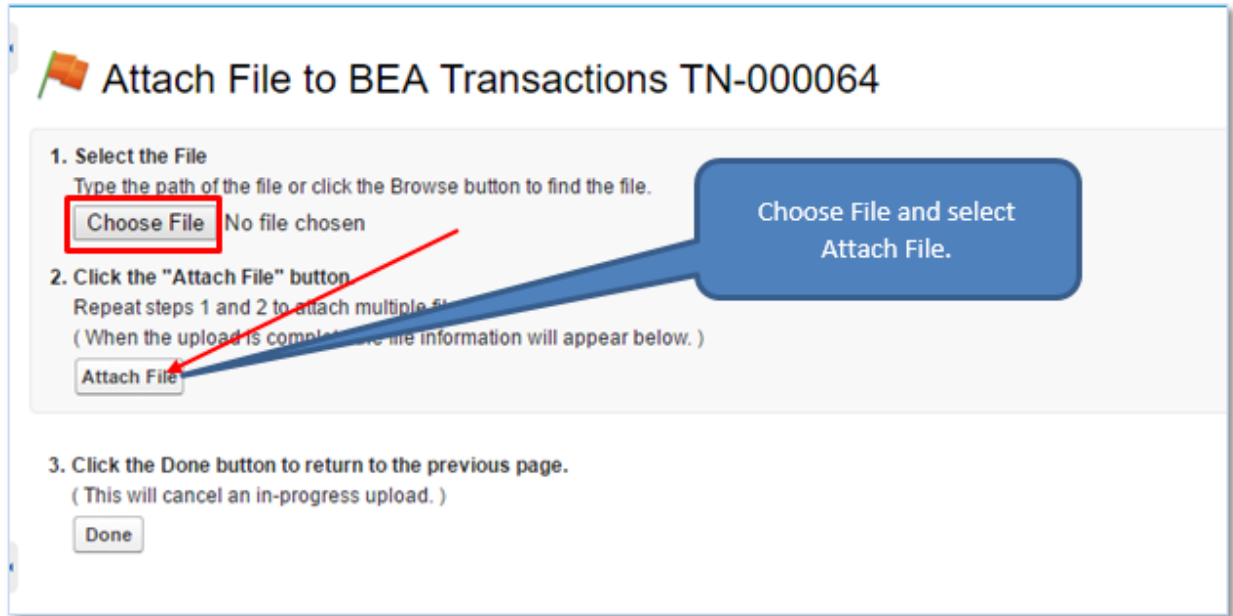 Attach File to BEA Transactions TN-000064
1. Select the File
Type the path of the file or click the Browse button to find the file.
Choose File No file chosen
Choose File and select
Attach File.
2. Click the "Attach File" button
Repeat steps 1 and 2 to attach multiple
( When the upload is file information will appear below. )
Attach File
3. Click the Done button to return to the previous page.
( This will cancel an in-progress upload. )
Done